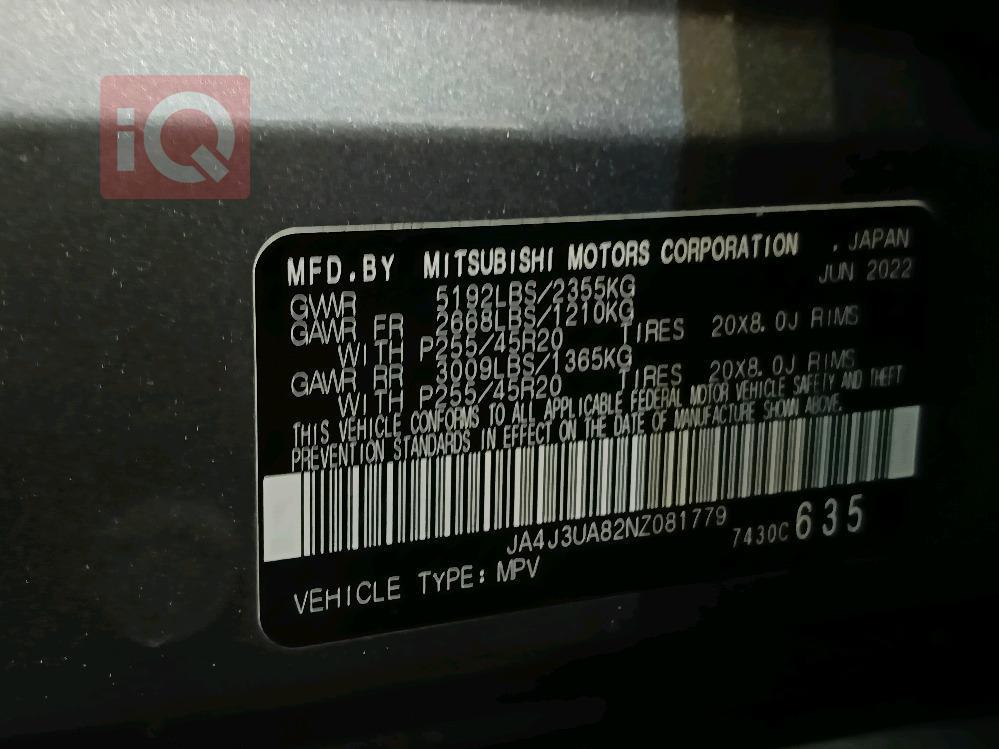 iQ
MFD.BY MITSUBISHI MOTORS CORPORATION . JAPAN
GVWR 5192LBS/2355KG JUN 2022
GAWR FR 2668LBS/1210KG
WITH P255/45R20 TIRES 20X8.0J RIMS
GAWR RR 3009LBS/1365KG
WITH P255/45R20 TIRES 20X8.0J RIMS
THIS VEHICLE CONFORMS TO ALL APPLICABLE FEDERAL MOTOR VEHICLE SAFETY AND THEFT
PREVENTION STANDARDS IN EFFECT ON THE DATE OF MANUFACTURE SHOWN ABOVE.
JA4J3UA82NZ081779 7430C 635
VEHICLE TYPE: MPV